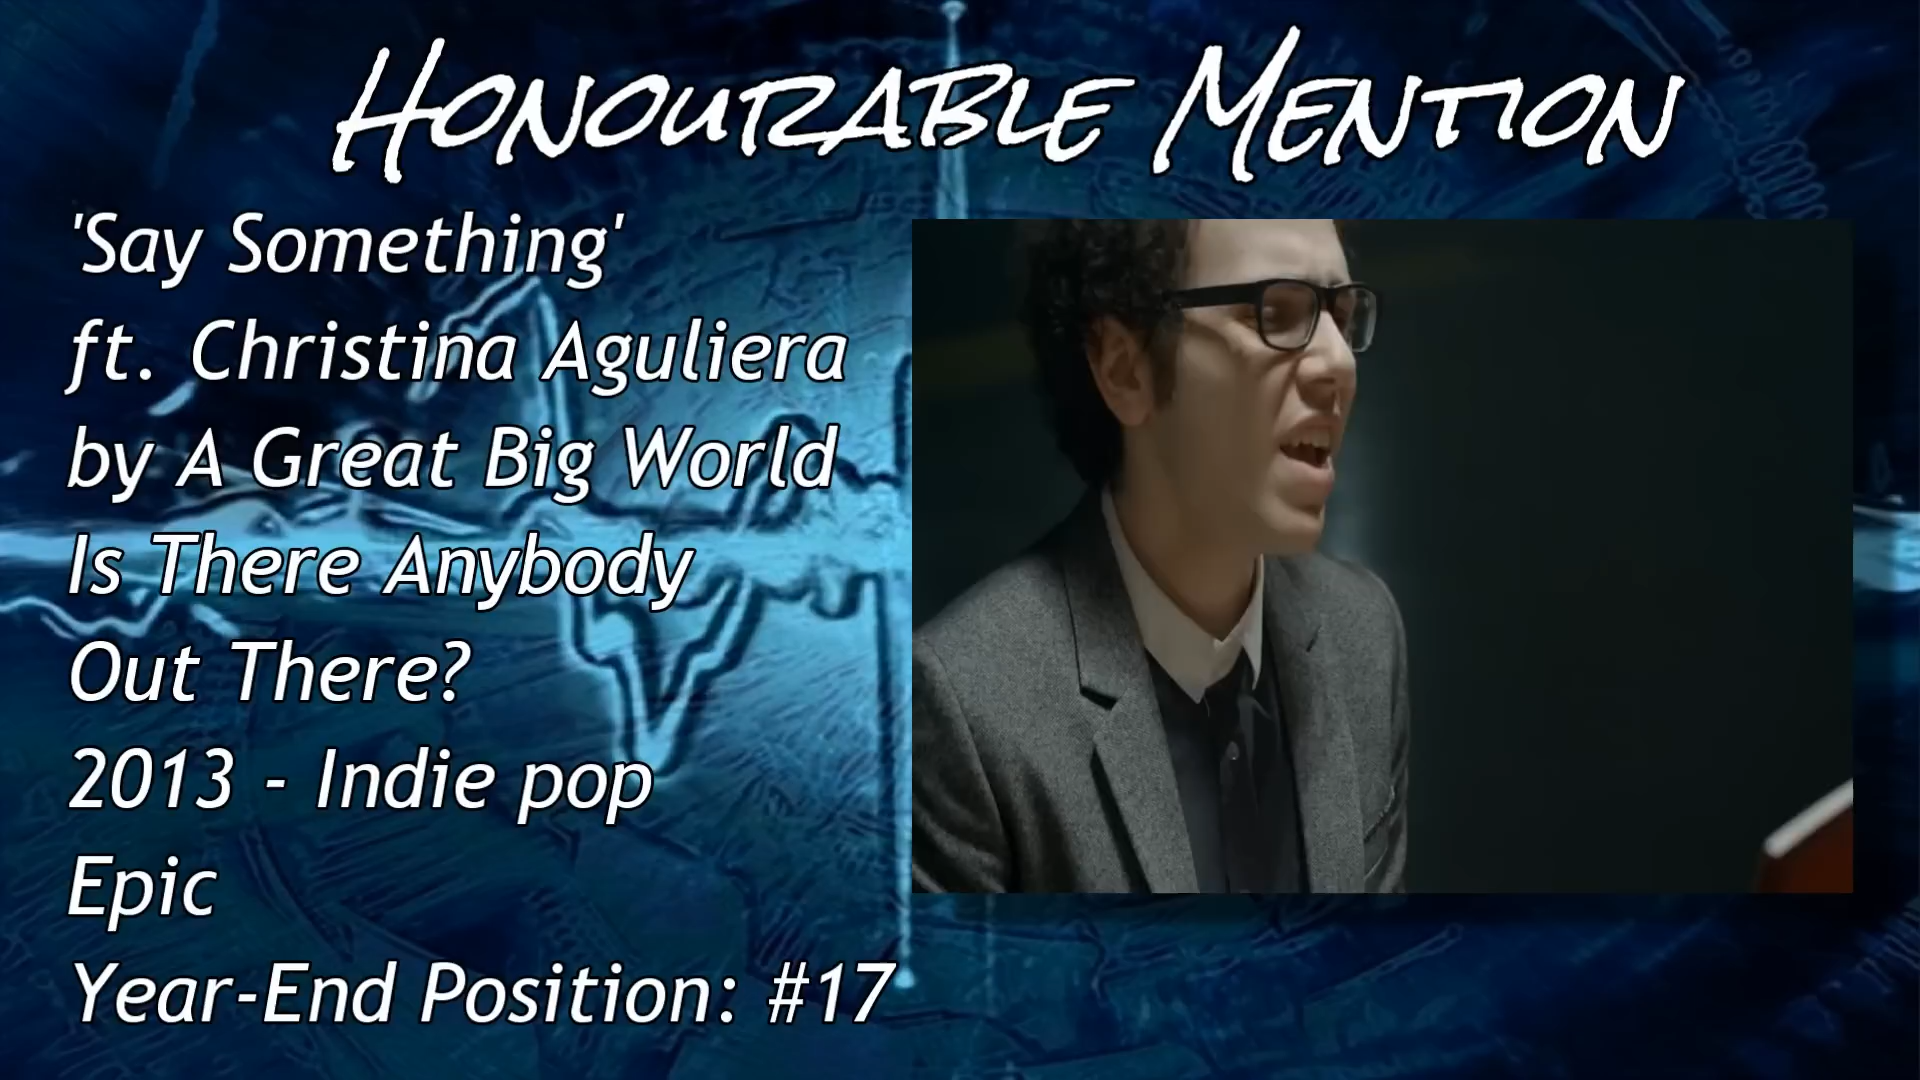 Honourable Mention
'Say Something'
ft. Christina Aguliera
by A Great Big World
Is There Anybody
Out There?
2013 - Indie pop
Epic
Year-End Position: #17